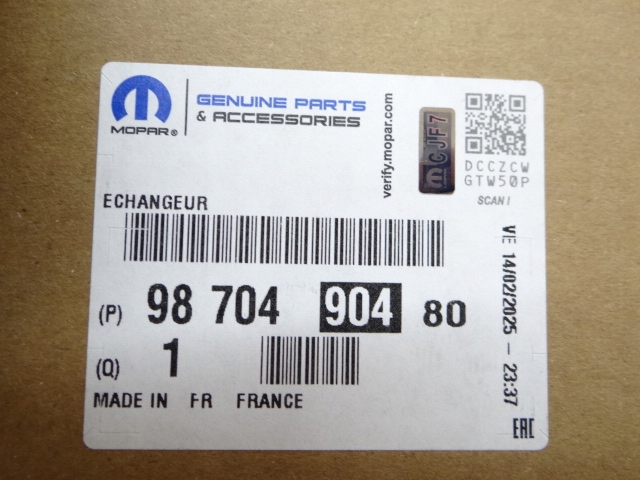 MOPAR®
GENUINE PARTS
& ACCESSORIES
verify.mopar.com
CJF7
DCCZCW
GTW50P
SCAN !
ECHANGEUR
(P) 98 704 904 80
(Q) 1
MADE IN FR FRANCE
VE 14/02/2025 – 23:37
EAC